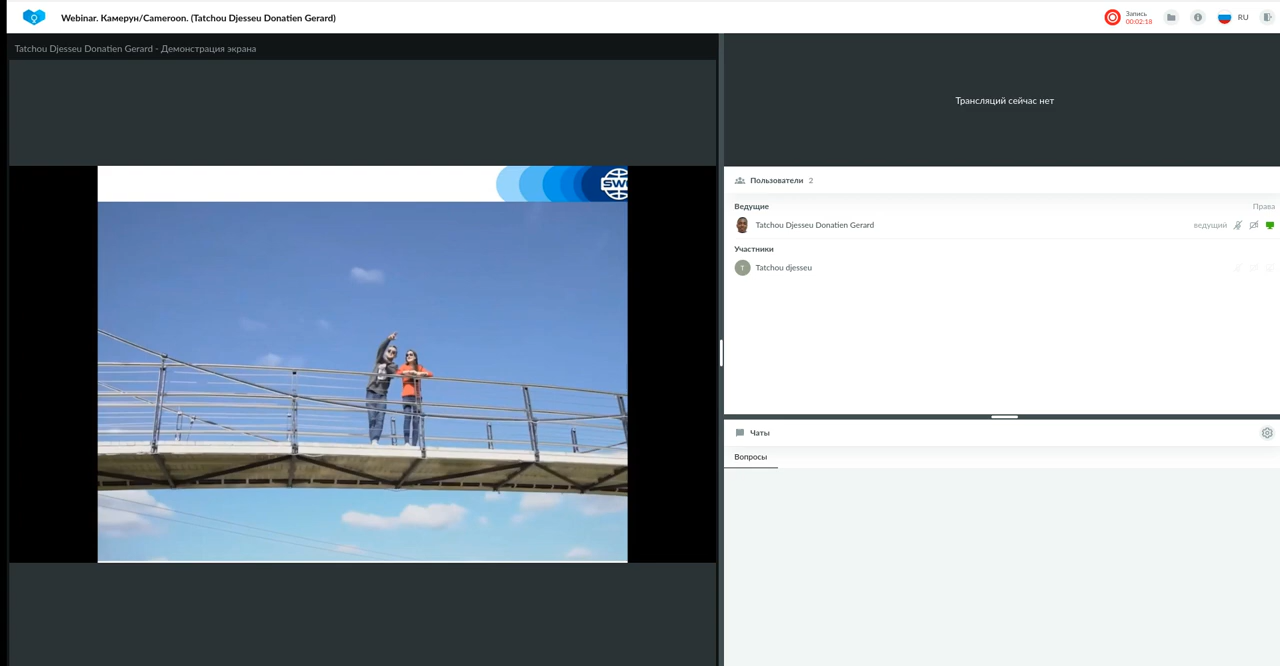 Webinar. Камерун/Cameroon. (Tatchou Djesseu Donatien Gerard)
Запись
00:02:18
RU
Tatchou Djesseu Donatien Gerard - Демонстрация экрана
Трансляций сейчас нет
SW
Пользователи 2
Ведущие Права
Tatchou Djesseu Donatien Gerard ведущий
Участники
T Tatchou djesseu
Чаты
Вопросы